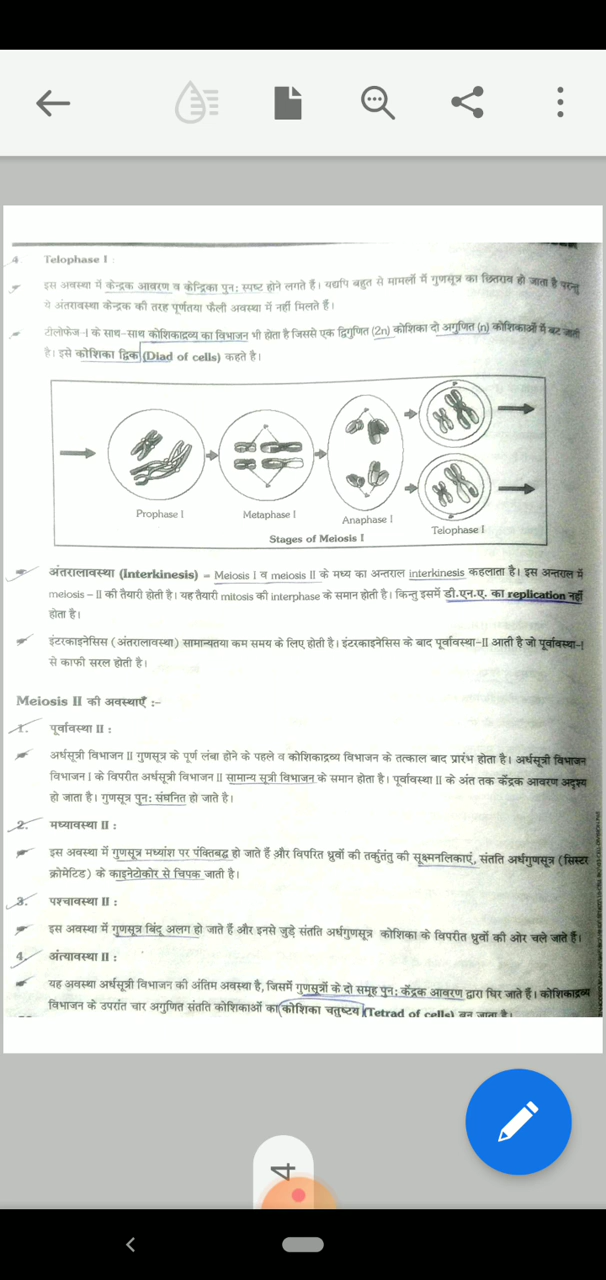 4. Telophase I :
इस अवस्था में केन्द्रक आवरण व केन्द्रिका पुन: स्पष्ट होने लगते हैं। यद्यपि बहुत से मामलों में गुणसूत्र का छितराव हो जाता है परन्तु
ये अंतरावस्था केन्द्रक की तरह पूर्णतया फैली अवस्था में नहीं मिलते हैं।
टीलोफेज-I के साथ-साथ कोशिकाद्रव्य का विभाजन भी होता है जिससे एक द्विगुणित (2n) कोशिका दो अगुणित (n) कोशिकाओं में बट जाती
है। इसे कोशिका द्विक (Diad of cells) कहते है।
Prophase I
Metaphase I
Anaphase I
Telophase I
Stages of Meiosis I
अंतरालावस्था (Interkinesis) = Meiosis I व meiosis II के मध्य का अन्तराल interkinesis कहलाता है। इस अन्तराल में
meiosis – II की तैयारी होती है। यह तैयारी mitosis की interphase के समान होती है। किन्तु इसमें डी.एन.ए. का replication नहीं
होता है।
इंटरकाइनेसिस (अंतरालावस्था) सामान्यतया कम समय के लिए होती है। इंटरकाइनेसिस के बाद पूर्वावस्था-II आती है जो पूर्वावस्था-I
से काफी सरल होती है।
Meiosis II की अवस्थाएँ :-
1. पूर्वावस्था II :
अर्धसूत्री विभाजन II गुणसूत्र के पूर्ण लंबा होने के पहले व कोशिकाद्रव्य विभाजन के तत्काल बाद प्रारंभ होता है। अर्धसूत्री विभाजन
विभाजन I के विपरीत अर्धसूत्री विभाजन II सामान्य सूत्री विभाजन के समान होता है। पूर्वावस्था II के अंत तक केंद्रक आवरण अदृश्य
हो जाता है। गुणसूत्र पुन: संघनित हो जाते है।
2. मध्यावस्था II :
इस अवस्था में गुणसूत्र मध्यांश पर पंक्तिबद्ध हो जाते हैं और विपरित ध्रुवों की तर्कुतंतु की सूक्ष्मनलिकाएं, संतति अर्धगुणसूत्र (सिस्टर
क्रोमेटिड) के काइनेटोकोर से चिपक जाती है।
3. पश्चावस्था II :
इस अवस्था में गुणसूत्र बिंदु अलग हो जाते हैं और इनसे जुड़े संतति अर्धगुणसूत्र कोशिका के विपरीत ध्रुवों की ओर चले जाते हैं।
4. अंत्यावस्था II :
यह अवस्था अर्धसूत्री विभाजन की अंतिम अवस्था है, जिसमें गुणसूत्रों के दो समूह पुन: केंद्रक आवरण द्वारा घिर जाते हैं। कोशिकाद्रव्य
विभाजन के उपरांत चार अगुणित संतति कोशिकाओं का कोशिका चतुष्टय (Tetrad of cells) बन जाता है।
4